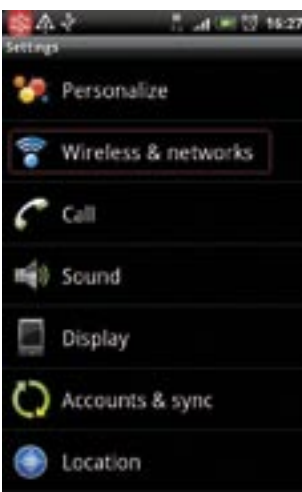 16:27
Settings
Personalize
Wireless & networks
Call
Sound
Display
Accounts & sync
Location